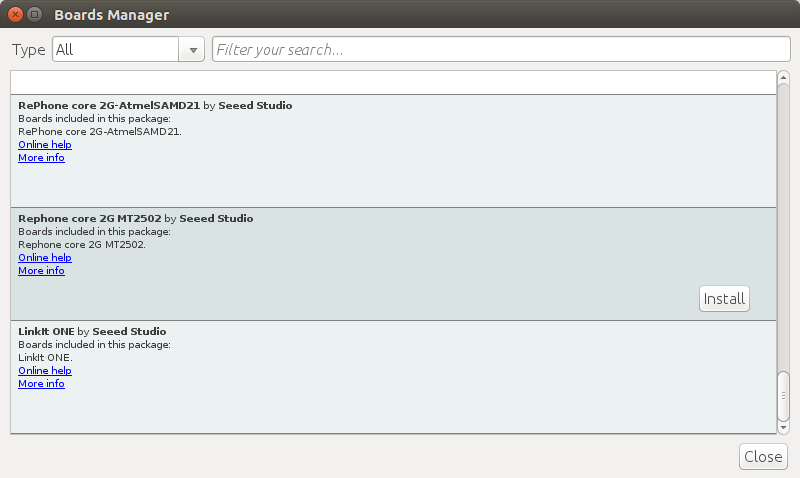 Boards Manager
Type All Filter your search...
RePhone core 2G-AtmelSAMD21 by Seeed Studio
Boards included in this package:
RePhone core 2G-AtmelSAMD21.
Online help
More info
Rephone core 2G MT2502 by Seeed Studio
Boards included in this package:
Rephone core 2G MT2502.
Online help
More info
Install
LinkIt ONE by Seeed Studio
Boards included in this package:
LinkIt ONE.
Online help
More info
Close